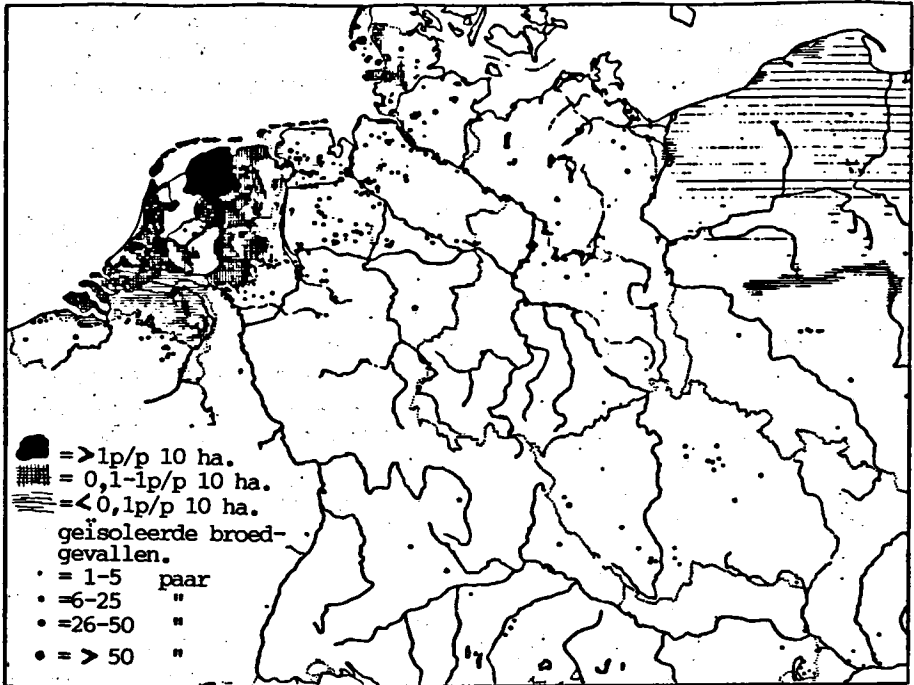 = >1p/p 10 ha.
= 0,1-1p/p 10 ha.
=<0,1p/p 10 ha.
geïsoleerde broed-
gevallen.
= 1-5 paar
=6-25 "
=26-50 "
= > 50 "